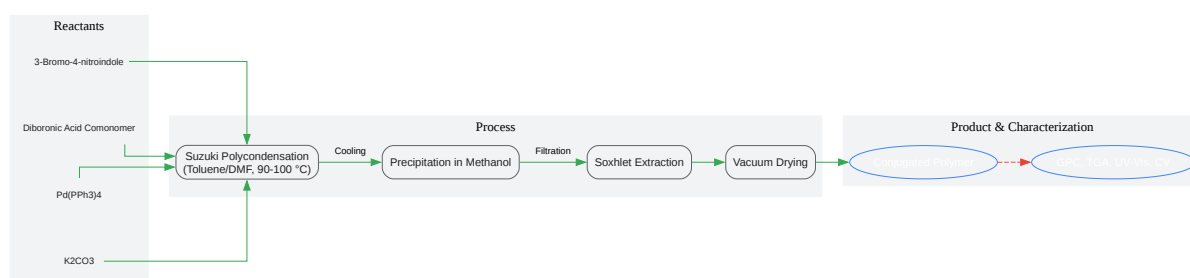 Reactants
3-Bromo-4-nitroindole
Diboronic Acid Comonomer
Pd(PPh3)4
K2CO3
Process
Suzuki Polycondensation
(Toluene/DMF, 90-100 °C)
Cooling
Precipitation in Methanol
Filtration
Soxhlet Extraction
Vacuum Drying
Product & Characterization
Conjugated Polymer
GPC, TGA, UV-Vis, CV